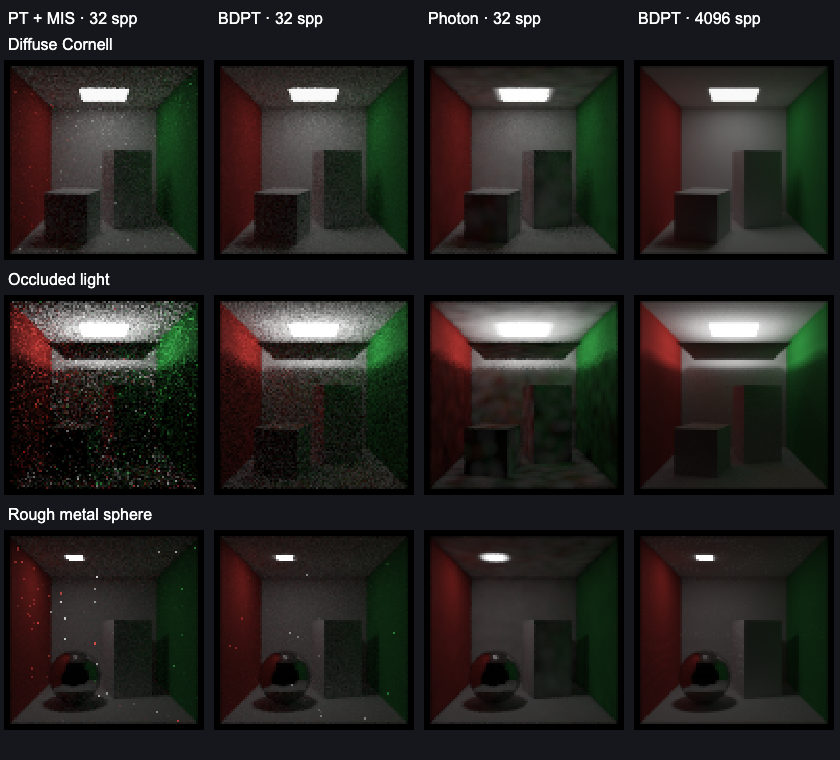 PT + MIS · 32 spp BDPT · 32 spp Photon · 32 spp BDPT · 4096 spp
Diffuse Cornell
Occluded light
Rough metal sphere